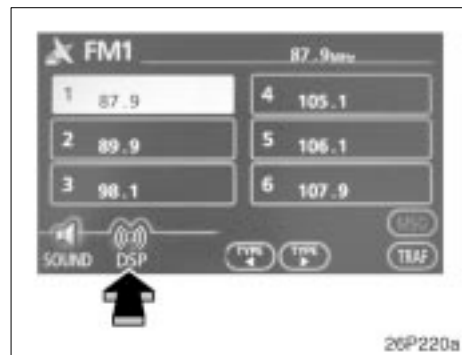 FM1 87.9MHz
1 87.9 4 105.1
2 89.9 5 106.1
3 98.1 6 107.9
MSG
SOUND DSP TYPE TYPE TRAF
26P220a